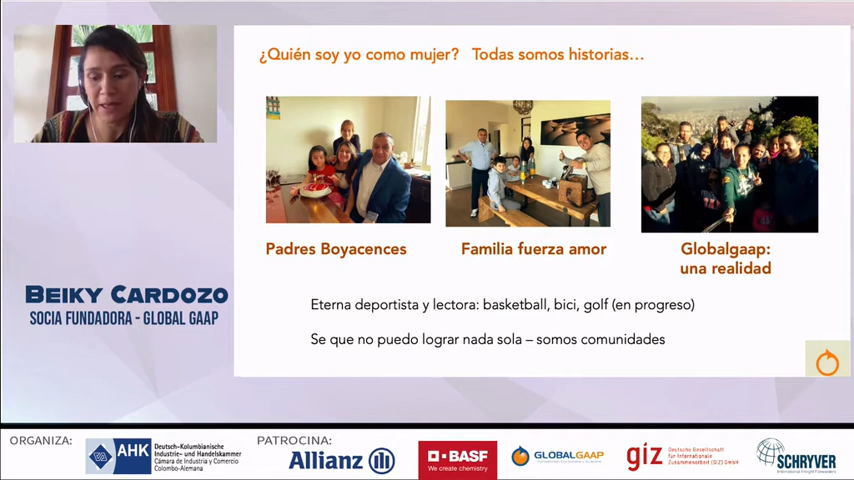 ¿Quién soy yo como mujer?   Todas somos historias...
Padres Boyacences
Familia fuerza amor
Globalgaap:
una realidad
Eterna deportista y lectora: basketball, bici, golf (en progreso)
Se que no puedo lograr nada sola – somos comunidades
BEIKY CARDOZO
SOCIA FUNDADORA - GLOBAL GAAP
ORGANIZA:
AHK
Deutsch-Kolumbianische
Industrie- und Handelskammer
Cámara de Industria y Comercio
Colombo-Alemana
PATROCINA:
Allianz
BASF
We create chemistry
GLOBALGAAP
giz
Deutsche Gesellschaft
für Internationale
Zusammenarbeit (GIZ) GmbH
SCHRYVER
International Freight Forwarders